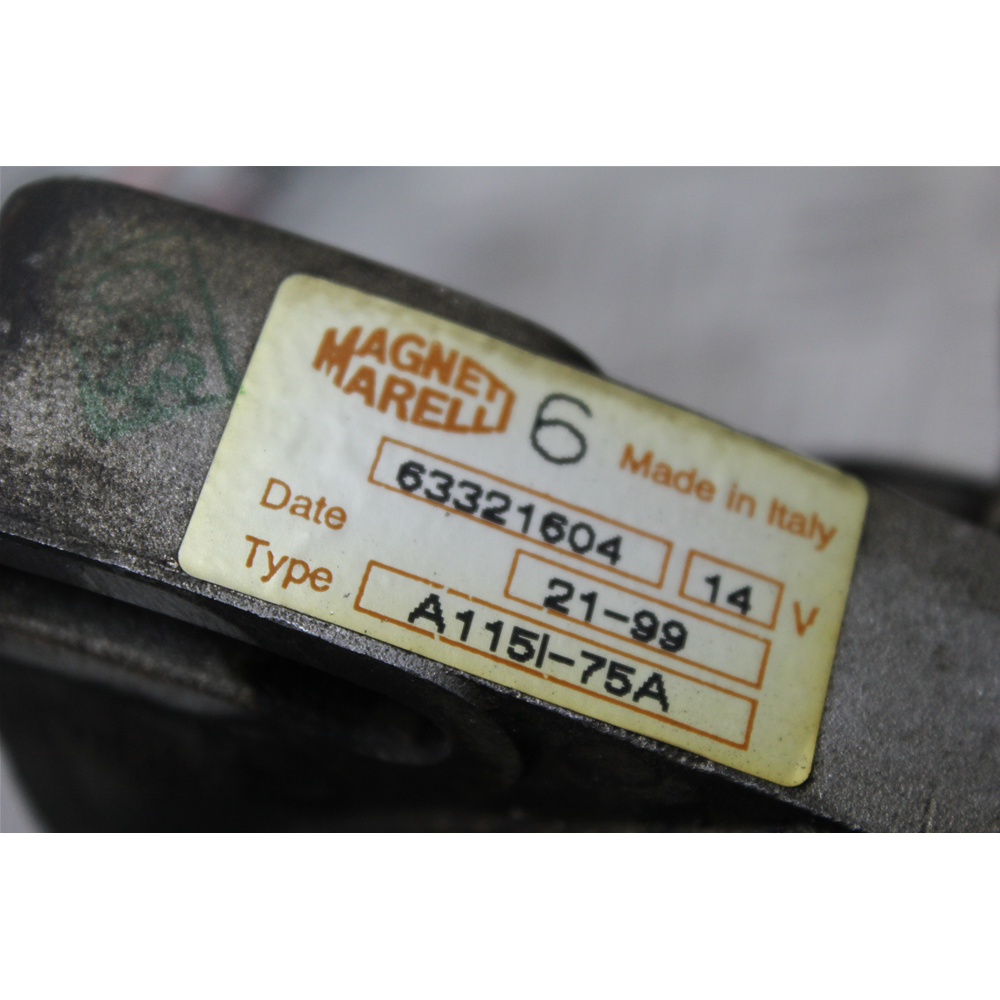 MAGNETI
MARELLI
6
Made in Italy
63321604
14 V
Date 21-99
Type A115I-75A